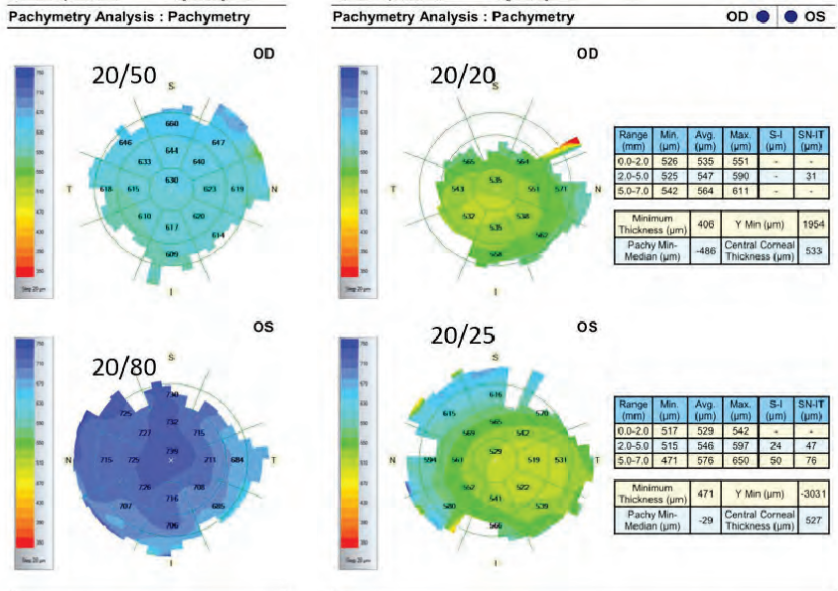 Pachymetry Analysis : Pachymetry
OD
20/50
S
660
646
647
644
633
640
630
T
618
615
623
619
N
610
620
617
614
609
I
OS
20/80
S
730
725
732
727
715
739
N
715
725
711
684
T
726
708
716
707
685
700
I
Pachymetry Analysis : Pachymetry
OD OS
OD
20/20
S
565
564
535
T
543
551
571
N
532
538
535
562
558
I
Range (mm) Min. (µm) Avg. (µm) Max. (µm) S-I (µm) SN-IT (µm)
0.0-2.0 526 535 551 - -
2.0-5.0 525 547 590 - 31
5.0-7.0 542 564 611 - -
Minimum Thickness (µm) 406 Y Min (µm) 1954
Pachy Min-Median (µm) -486 Central Corneal Thickness (µm) 533
OS
20/25
S
616
615
520
565
569
542
529
N
594
561
519
531
T
552
522
541
580
539
566
I
Range (mm) Min. (µm) Avg. (µm) Max. (µm) S-I (µm) SN-IT (µm)
0.0-2.0 517 529 542 - -
2.0-5.0 515 546 597 24 47
5.0-7.0 471 576 650 50 76
Minimum Thickness (µm) 471 Y Min (µm) -3031
Pachy Min-Median (µm) -29 Central Corneal Thickness (µm) 527